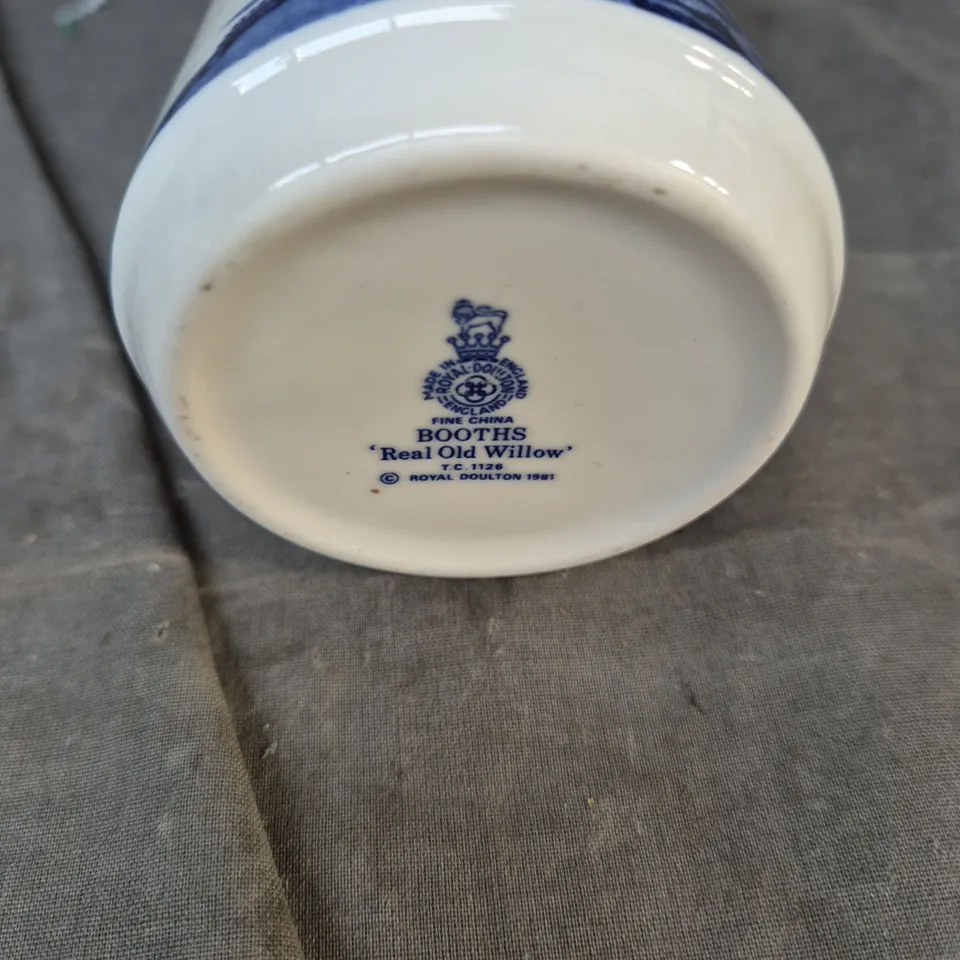 MADE IN ENGLAND
ROYAL·DOULTON
ENGLAND
FINE CHINA
BOOTHS
'Real Old Willow'
T.C. 1126.
© ROYAL DOULTON 1981